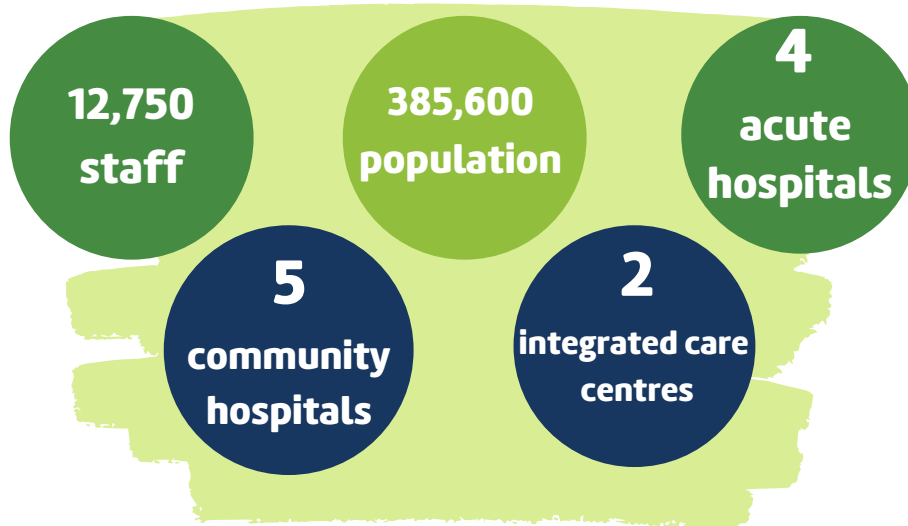 12,750
staff
385,600
population
4
acute
hospitals
5
community
hospitals
2
integrated care
centres